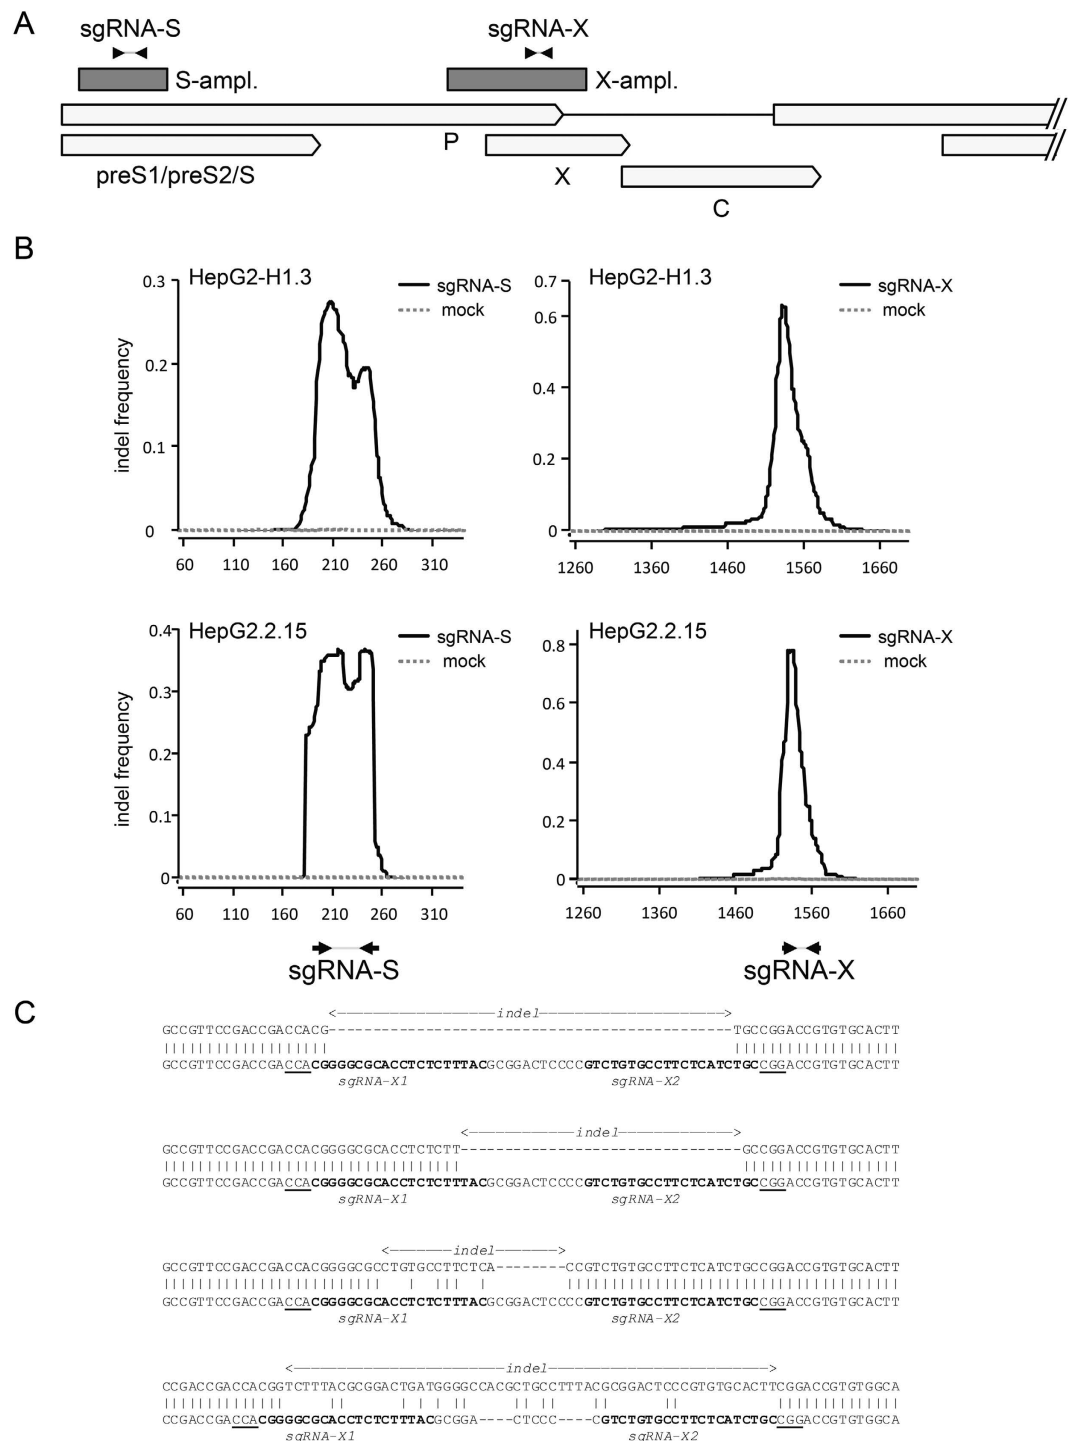 A
sgRNA-S
sgRNA-X
S-ampl.
X-ampl.
P
preS1/preS2/S
X
C
B
HepG2-H1.3
sgRNA-S
mock
indel frequency
0.3
0.2
0.1
0
60 110 160 210 260 310
HepG2-H1.3
sgRNA-X
mock
0.7
0.6
0.4
0.2
0
1260 1360 1460 1560 1660
HepG2.2.15
sgRNA-S
mock
indel frequency
0.4
0.3
0.2
0.1
0
60 110 160 210 260 310
sgRNA-S
HepG2.2.15
sgRNA-X
mock
0.8
0.6
0.4
0.2
0
1260 1360 1460 1560 1660
sgRNA-X
C
indel
GCCGTTCCGACCGACCACG----------------------------------------------TGCCGGACCGTGTGCACTT
GCCGTTCCGACCGACCACGGGGCGCACCTCTCTTTACGCGGACTCCCCGTCTGTGCCTTCTCATCTGCCGGACCGTGTGCACTT
sgRNA-X1 sgRNA-X2
indel
GCCGTTCCGACCGACCACGGGGCGCACCTCTCTT--------------------------------GCCGGACCGTGTGCACTT
GCCGTTCCGACCGACCACGGGGCGCACCTCTCTTTACGCGGACTCCCCGTCTGTGCCTTCTCATCTGCCGGACCGTGTGCACTT
sgRNA-X1 sgRNA-X2
indel
GCCGTTCCGACCGACCACGGGGCGCCTGTGCCTTCTCA--------CCGTCTGTGCCTTCTCATCTGCCGGACCGTGTGCACTT
GCCGTTCCGACCGACCACGGGGCGCACCTCTCTTTACGCGGACTCCCCGTCTGTGCCTTCTCATCTGCCGGACCGTGTGCACTT
sgRNA-X1 sgRNA-X2
indel
CCGACCGACCACGGTCTTTACGCGGACTGATGGGGCCACGCTGCCTTTACGCGGACTCCCGTGTGCACTTCGGACCGTGTGGCA
CCGACCGACCACGGGGCGCACCTCTCTTTACGCGGA----CTCCC----CGTCTGTGCCTTCTCATCTGCCGGACCGTGTGGCA
sgRNA-X1 sgRNA-X2